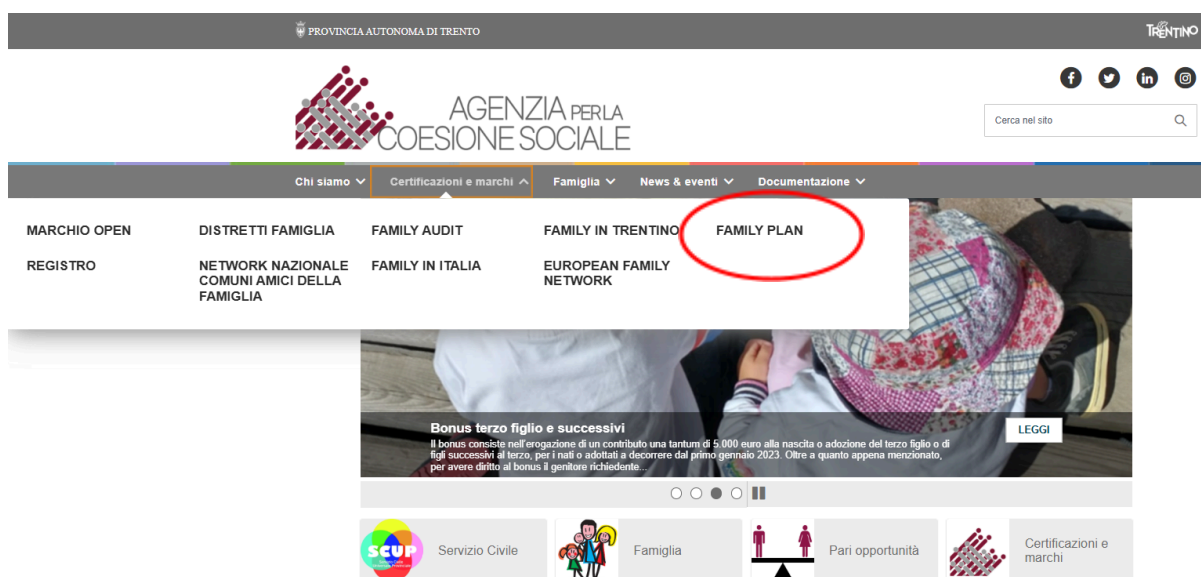 PROVINCIA AUTONOMA DI TRENTO
TRENTINO
AGENZIA PER LA
COESIONE SOCIALE
Cerca nel sito
Chi siamo
Certificazioni e marchi
Famiglia
News & eventi
Documentazione
MARCHIO OPEN
DISTRETTI FAMIGLIA
FAMILY AUDIT
FAMILY IN TRENTINO
FAMILY PLAN
REGISTRO
NETWORK NAZIONALE
COMUNI AMICI DELLA
FAMIGLIA
FAMILY IN ITALIA
EUROPEAN FAMILY
NETWORK
Bonus terzo figlio e successivi
Il bonus consiste nell'erogazione di un contributo una tantum di 5.000 euro alla nascita o adozione del terzo figlio o di
figli successivi al terzo, per i nati o adottati a decorrere dal primo gennaio 2023. Oltre a quanto appena menzionato,
per avere diritto al bonus il genitore richiedente...
LEGGI
SCUP
Servizio Civile
Famiglia
Pari opportunità
Certificazioni e
marchi